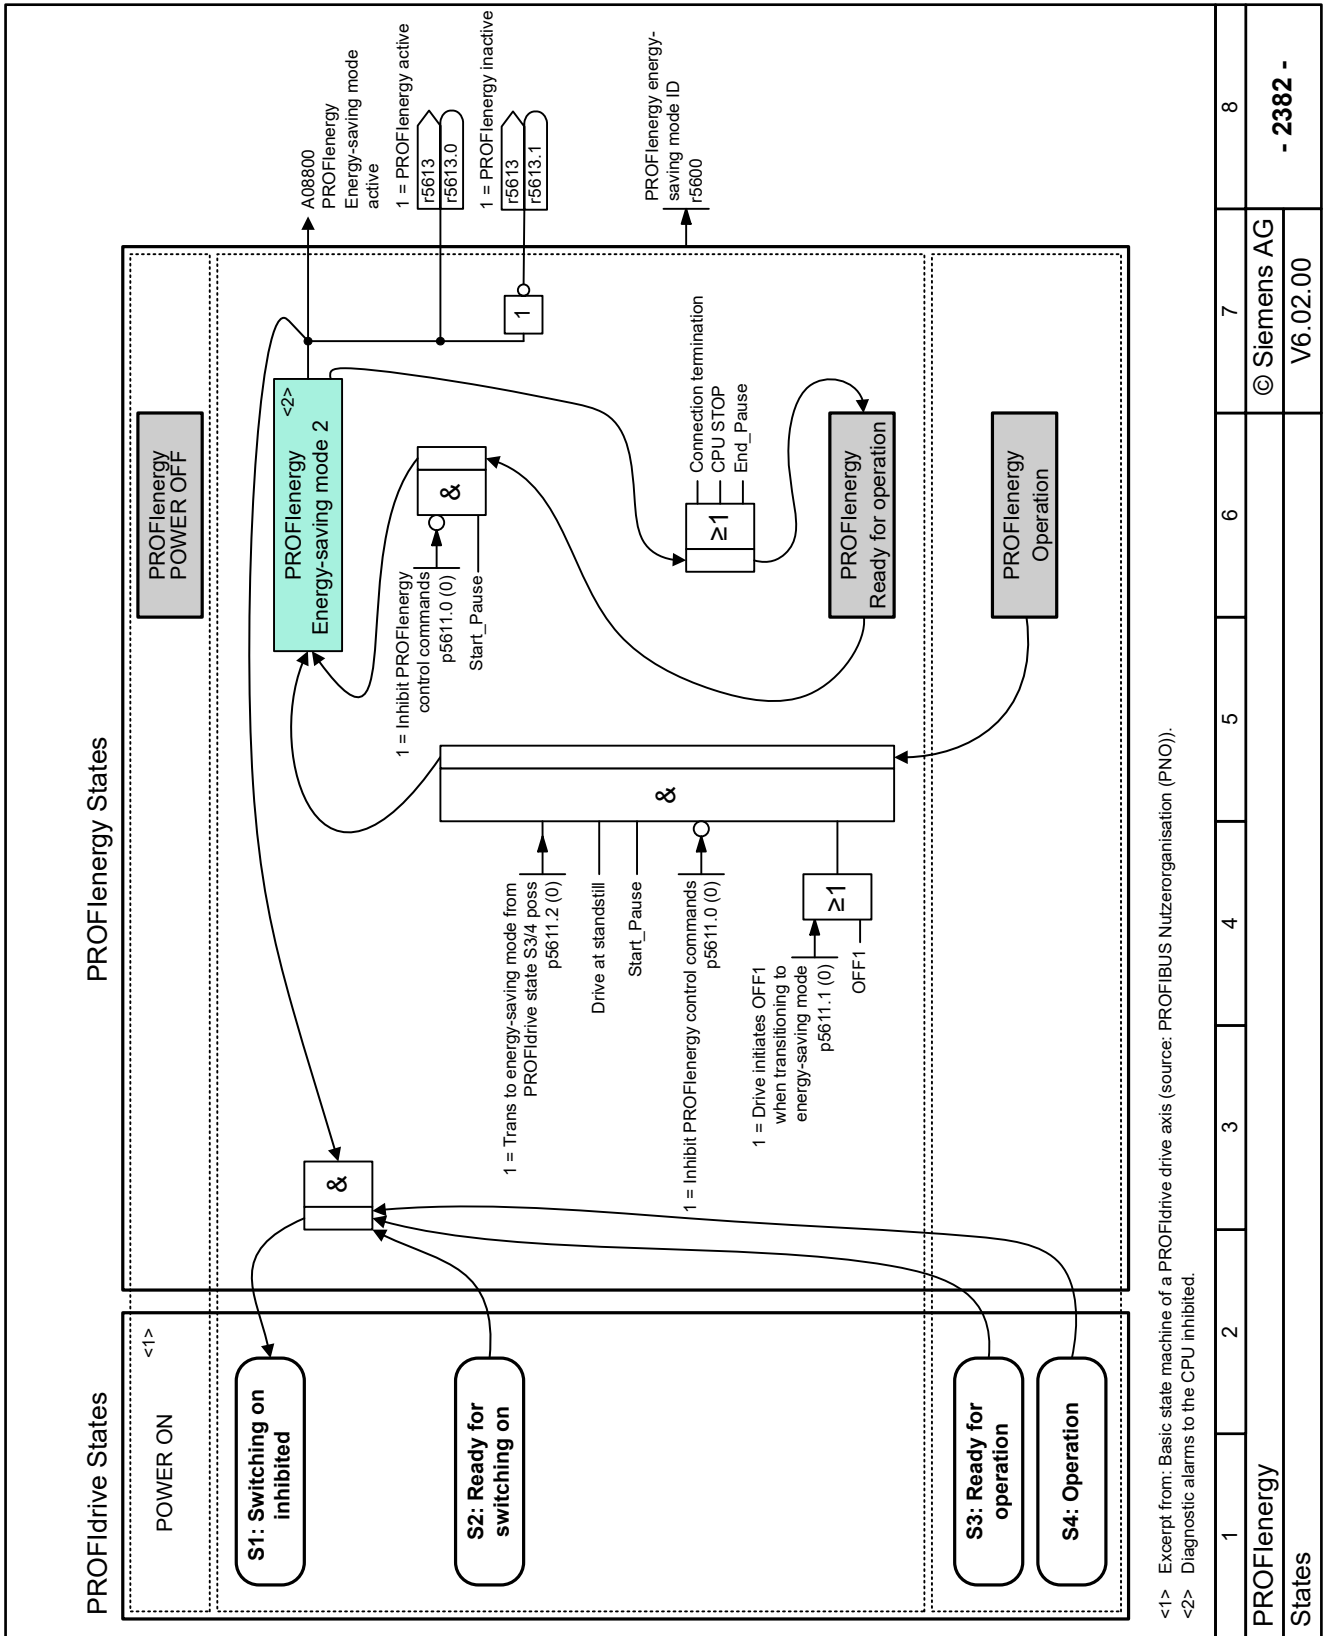 PROFIdrive States
PROFIenergy States
POWER ON
<1>
S1: Switching on
inhibited
S2: Ready for
switching on
S3: Ready for
operation
S4: Operation
&
1 = Trans to energy-saving mode from
PROFIdrive state S3/4 poss
p5611.2 (0)
Drive at standstill
Start_Pause
1 = Inhibit PROFIenergy control commands
p5611.0 (0)
1 = Drive initiates OFF1
when transitioning to
energy-saving mode
p5611.1 (0)
OFF1
≥1
&
1 = Inhibit PROFIenergy
control commands
p5611.0 (0)
Start_Pause
&
PROFIenergy
POWER OFF
PROFIenergy
Energy-saving mode 2
<2>
≥1
Connection termination
CPU STOP
End_Pause
PROFIenergy
Ready for operation
PROFIenergy
Operation
1
A08800
PROFIenergy
Energy-saving mode
active
1 = PROFIenergy active
r5613
r5613.0
1 = PROFIenergy inactive
r5613
r5613.1
PROFIenergy energy-
saving mode ID
r5600
<1> Excerpt from: Basic state machine of a PROFIdrive drive axis (source: PROFIBUS Nutzerorganisation (PNO)).
<2> Diagnostic alarms to the CPU inhibited.
1 2 3 4 5 6 7 8
PROFIenergy
© Siemens AG
- 2382 -
States
V6.02.00